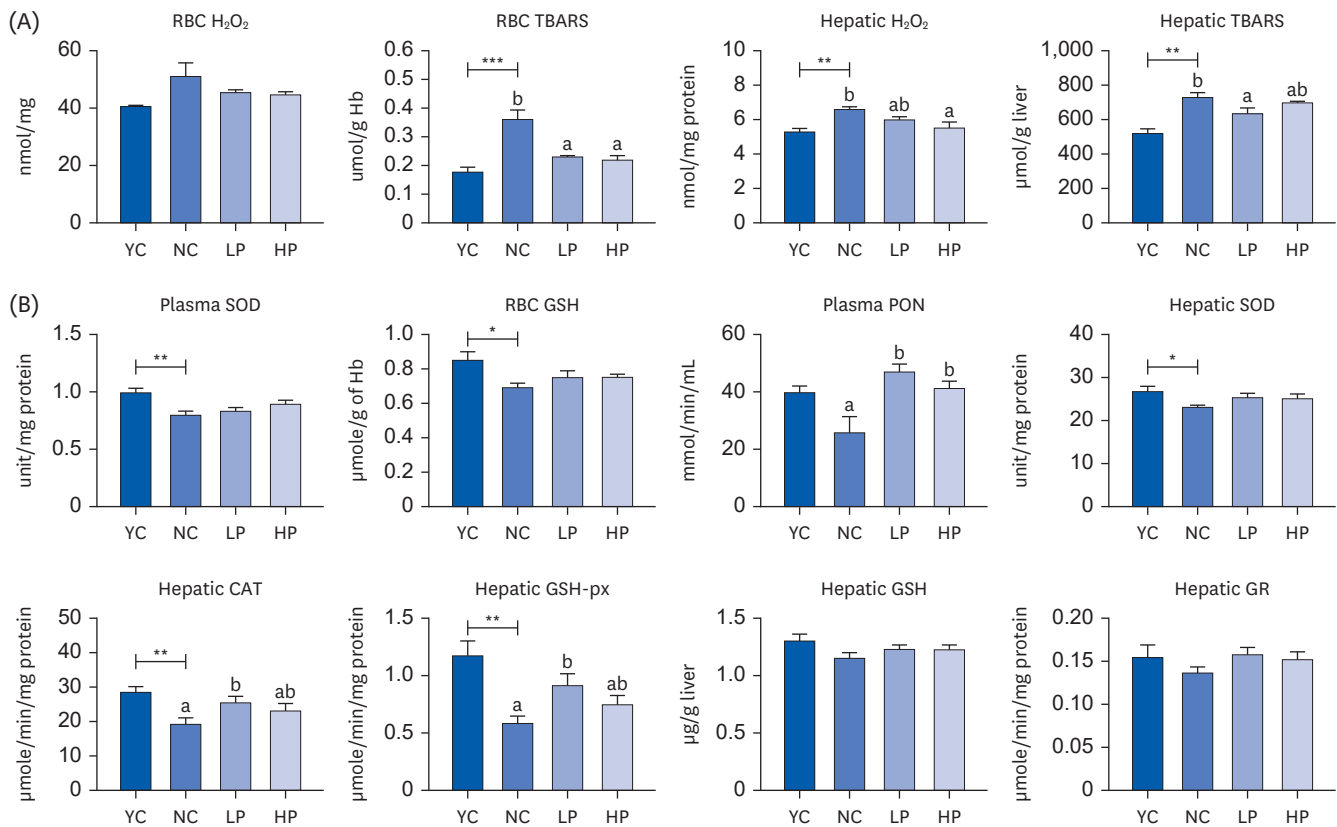 (A)
RBC H₂O₂
nmol/mg
60
40
20
0
YC NC LP HP
RBC TBARS
umol/g Hb
0.6
0.5
0.4
0.3
0.2
0.1
0
***
b
a
a
YC NC LP HP
Hepatic H₂O₂
nmol/mg protein
10
8
6
4
2
0
**
b
ab
a
YC NC LP HP
Hepatic TBARS
µmol/g liver
1,000
800
600
400
200
0
**
b
a
ab
YC NC LP HP
(B)
Plasma SOD
unit/mg protein
1.5
1.0
0.5
0
**
YC NC LP HP
RBC GSH
µmole/g of Hb
1.0
0.8
0.6
0.4
0.2
0
*
YC NC LP HP
Plasma PON
mmol/min/mL
60
40
20
0
a
b
b
YC NC LP HP
Hepatic SOD
unit/mg protein
40
30
20
10
0
*
YC NC LP HP
Hepatic CAT
µmole/min/mg protein
50
40
30
20
10
0
**
a
b
ab
YC NC LP HP
Hepatic GSH-px
µmole/min/mg protein
1.5
1.0
0.5
0
**
a
b
ab
YC NC LP HP
Hepatic GSH
µg/g liver
1.5
1.0
1.5
0
YC NC LP HP
Hepatic GR
µmole/min/mg protein
0.20
0.15
0.10
0.05
0.00
YC NC LP HP